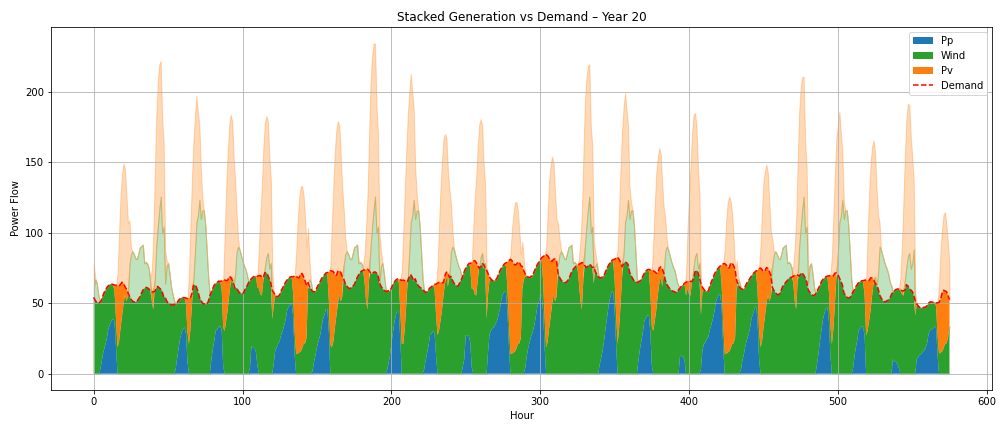 Stacked Generation vs Demand – Year 20
Pp
Wind
Pv
Demand
Power Flow
200
150
100
50
0
0
100
200
300
400
500
600
Hour